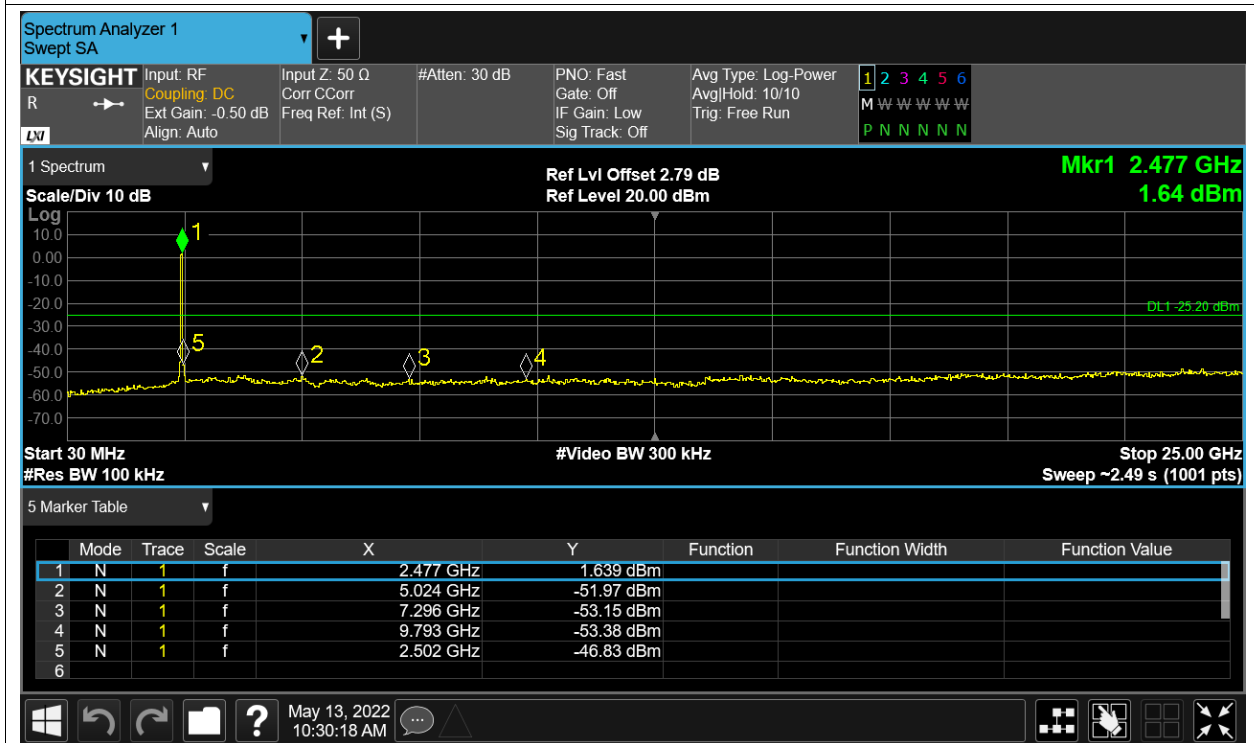 Spectrum Analyzer 1
Swept SA
KEYSIGHT
R
LXI
Input: RF
Coupling: DC
Ext Gain: -0.50 dB
Align: Auto
Input Z: 50 Ω
Corr CCorr
Freq Ref: Int (S)
#Atten: 30 dB
PNO: Fast
Gate: Off
IF Gain: Low
Sig Track: Off
Avg Type: Log-Power
Avg|Hold: 10/10
Trig: Free Run
1 2 3 4 5 6
M W W W W W
P N N N N N
1 Spectrum
Scale/Div 10 dB
Ref Lvl Offset 2.79 dB
Ref Level 20.00 dBm
Mkr1 2.477 GHz
1.64 dBm
Log
10.0
0.00
-10.0
-20.0
-30.0
-40.0
-50.0
-60.0
-70.0
1
5
2
3
4
DL1 -25.20 dBm
Start 30 MHz
#Res BW 100 kHz
#Video BW 300 kHz
Stop 25.00 GHz
Sweep ~2.49 s (1001 pts)
5 Marker Table
Mode Trace Scale X Y Function Function Width Function Value
1 N 1 f 2.477 GHz 1.639 dBm
2 N 1 f 5.024 GHz -51.97 dBm
3 N 1 f 7.296 GHz -53.15 dBm
4 N 1 f 9.793 GHz -53.38 dBm
5 N 1 f 2.502 GHz -46.83 dBm
6
?
May 13, 2022
10:30:18 AM